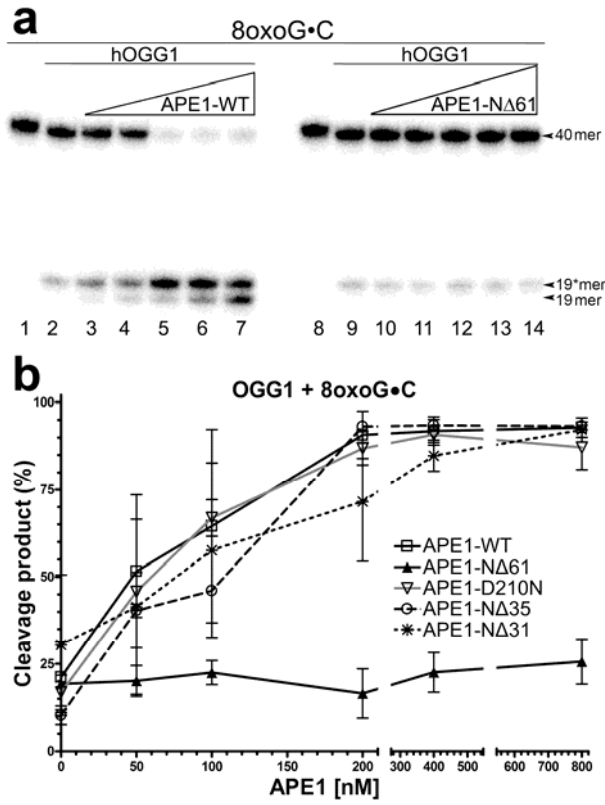 a
8oxoG•C
hOGG1 hOGG1
APE1-WT APE1-NΔ61
40 mer
19*mer
19 mer
1 2 3 4 5 6 7 8 9 10 11 12 13 14
b
OGG1 + 8oxoG•C
Cleavage product (%)
100
75
50
25
0
APE1-WT
APE1-NΔ61
APE1-D210N
APE1-NΔ35
APE1-NΔ31
0 50 100 150 200 300 400 500 600 700 800
APE1 [nM]